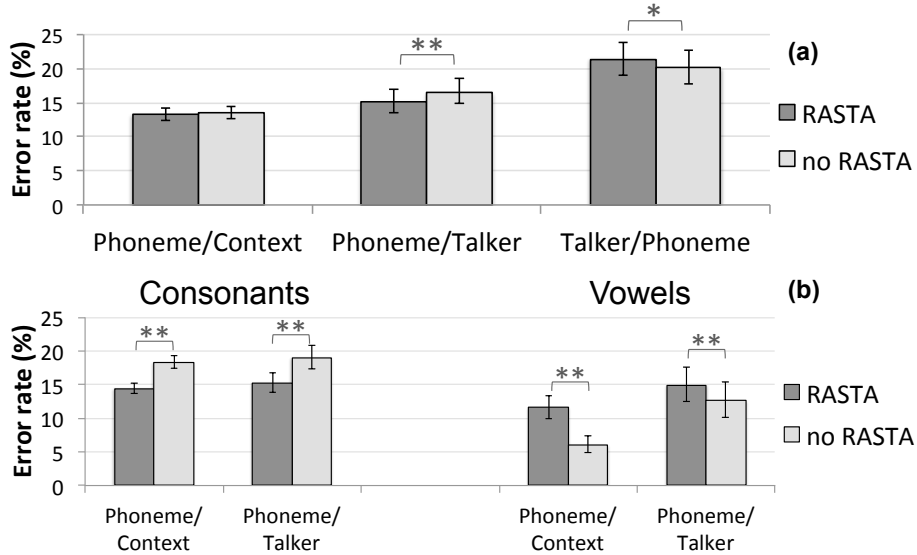 Error rate (%)
25
20
15
10
5
0
**
*
(a)
RASTA
no RASTA
Phoneme/Context Phoneme/Talker Talker/Phoneme
Consonants Vowels
(b)
Error rate (%)
25
20
15
10
5
0
** **
** **
RASTA
no RASTA
Phoneme/ Phoneme/ Phoneme/ Phoneme/
Context Talker Context Talker